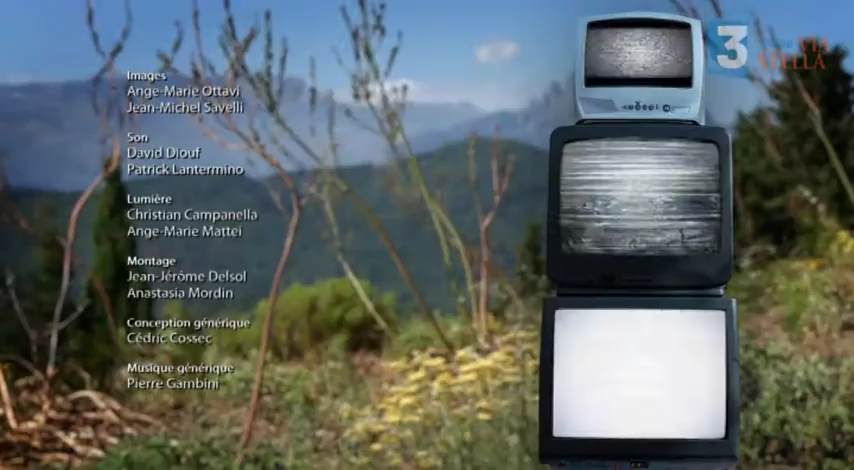 Images
Ange-Marie Ottavi
Jean-Michel Savelli
Son
David Diouf
Patrick Lantermino
Lumière
Christian Campanella
Ange-Marie Mattei
Montage
Jean-Jérôme Delsol
Anastasia Mordin
Conception générique
Cédric Cossec
Musique générique
Pierre Gambini
3
VIA
STELLA